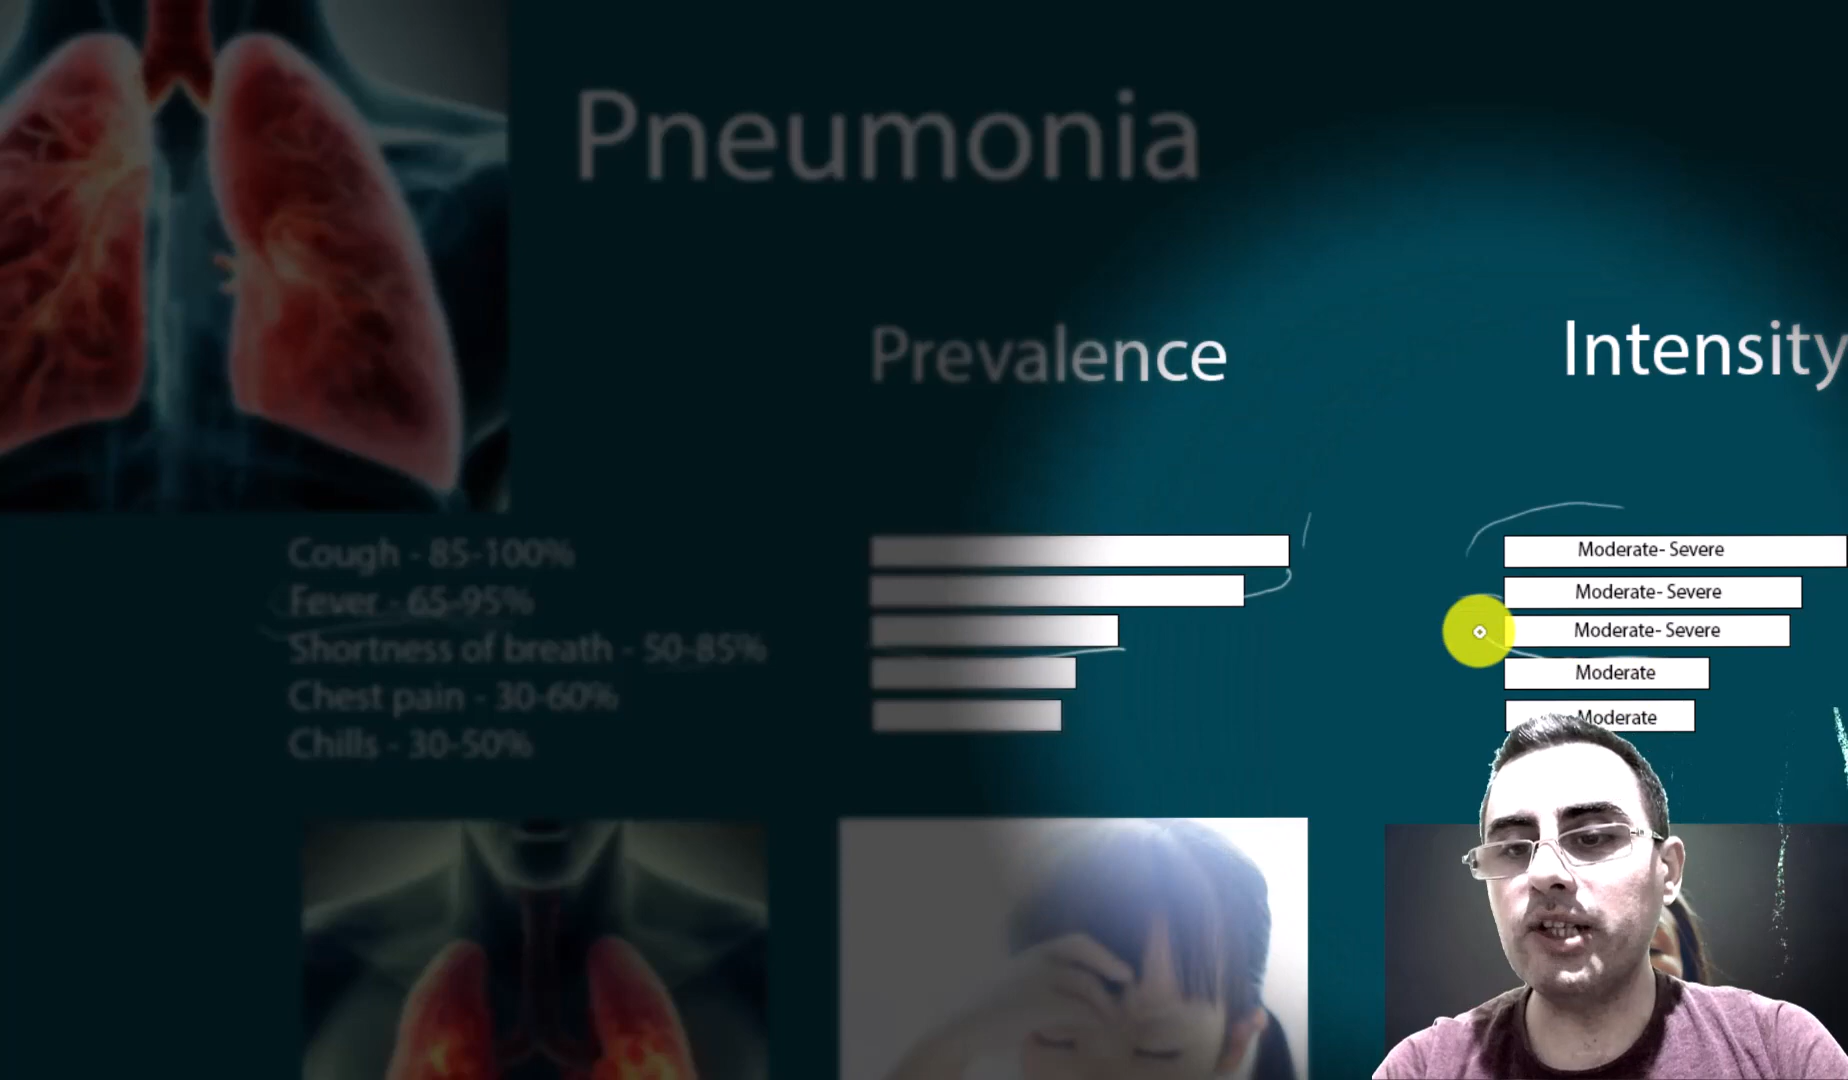 Pneumonia
Prevalence
Intensity
Cough - 85-100%
Fever - 65-95%
Shortness of breath - 50-85%
Chest pain - 30-60%
Chills - 30-50%
Moderate- Severe
Moderate- Severe
Moderate- Severe
Moderate
Moderate